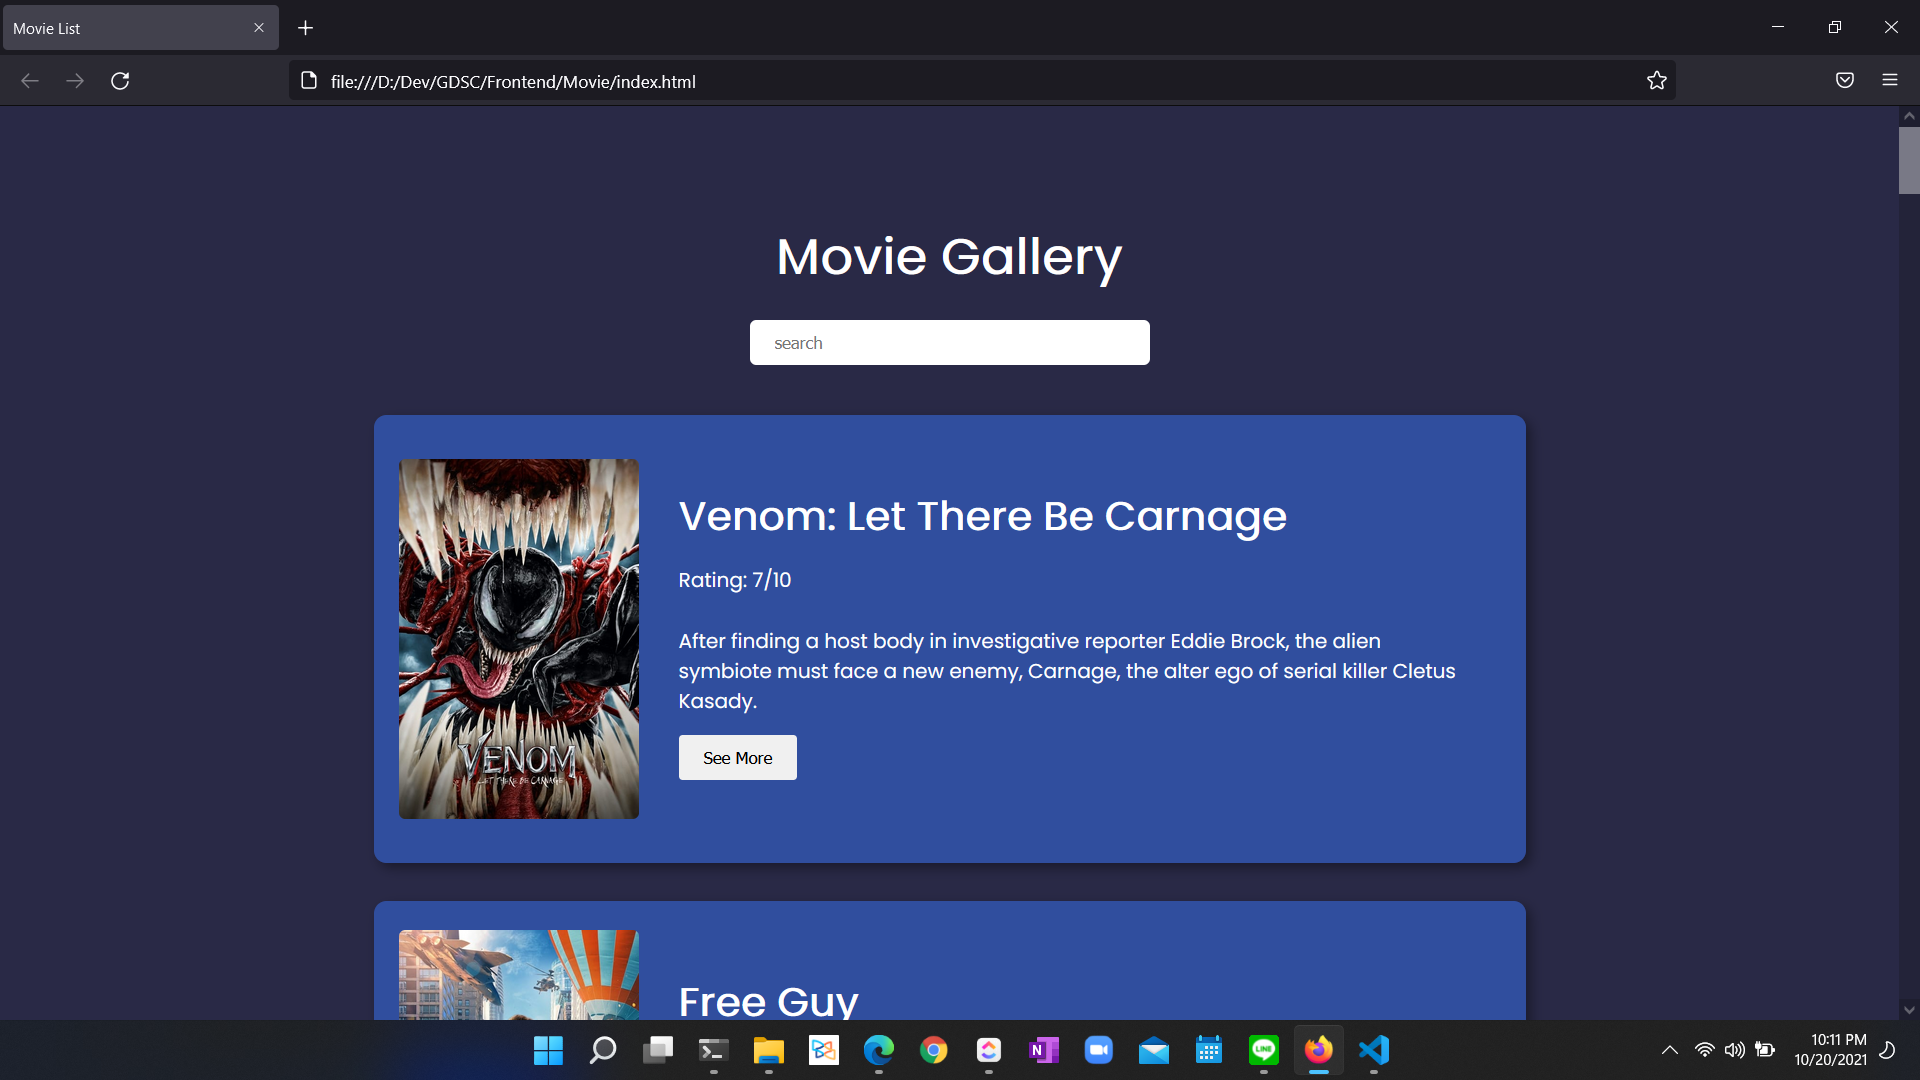 Movie List
file:///D:/Dev/GDSC/Frontend/Movie/index.html
Movie Gallery
search
Venom: Let There Be Carnage
Rating: 7/10
After finding a host body in investigative reporter Eddie Brock, the alien
symbiote must face a new enemy, Carnage, the alter ego of serial killer Cletus
Kasady.
See More
VENOM
LET THERE BE CARNAGE
Free Guy
N
LINE
10:11 PM
10/20/2021